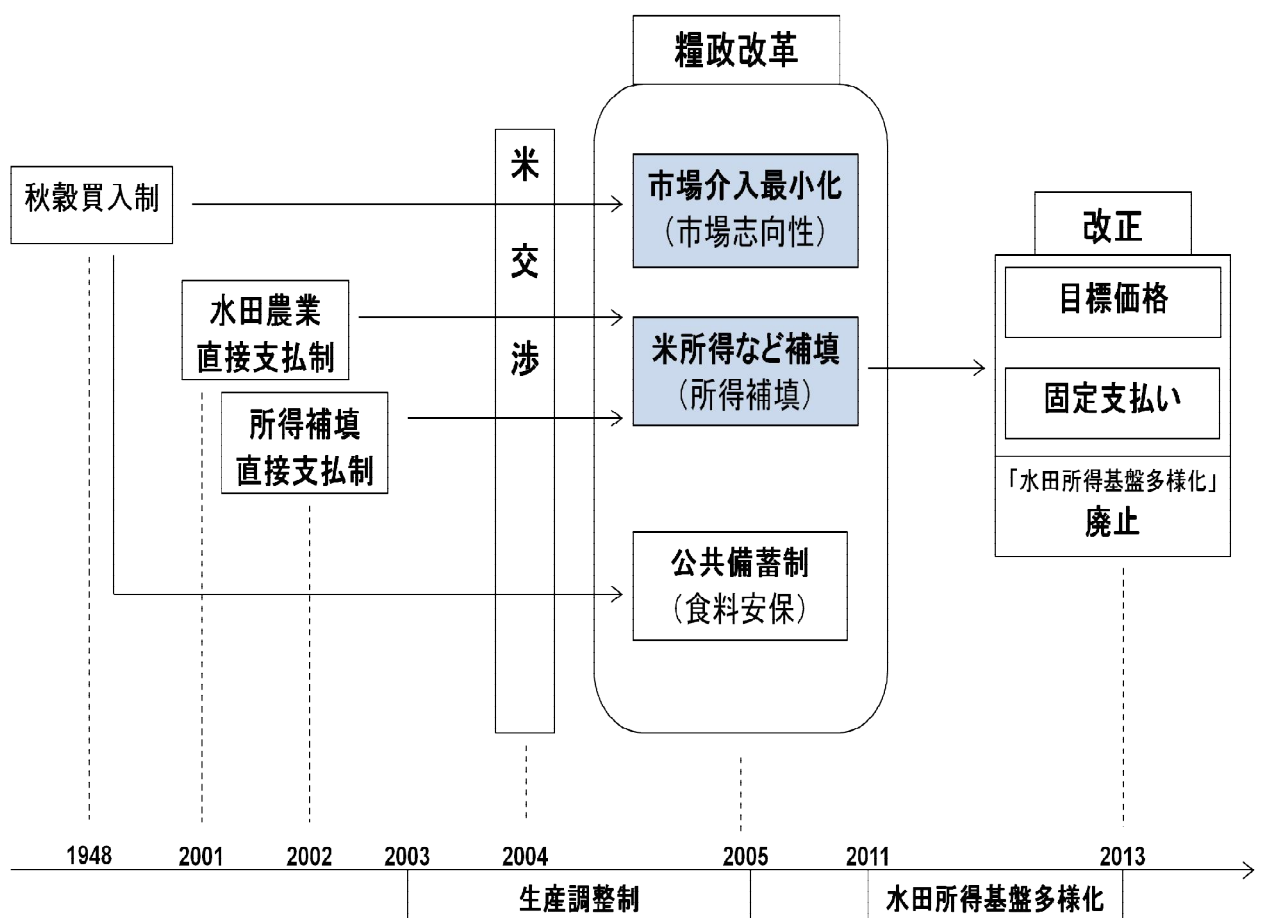 糧政改革
米
交
渉
秋穀買入制
市場介入最小化
（市場志向性）
改正
目標価格
水田農業
直接支払制
米所得など補填
（所得補填）
固定支払い
所得補填
直接支払制
「水田所得基盤多様化」
廃止
公共備蓄制
（食料安保）
1948 2001 2002 2003 2004 2005 2011 2013
生産調整制 水田所得基盤多様化